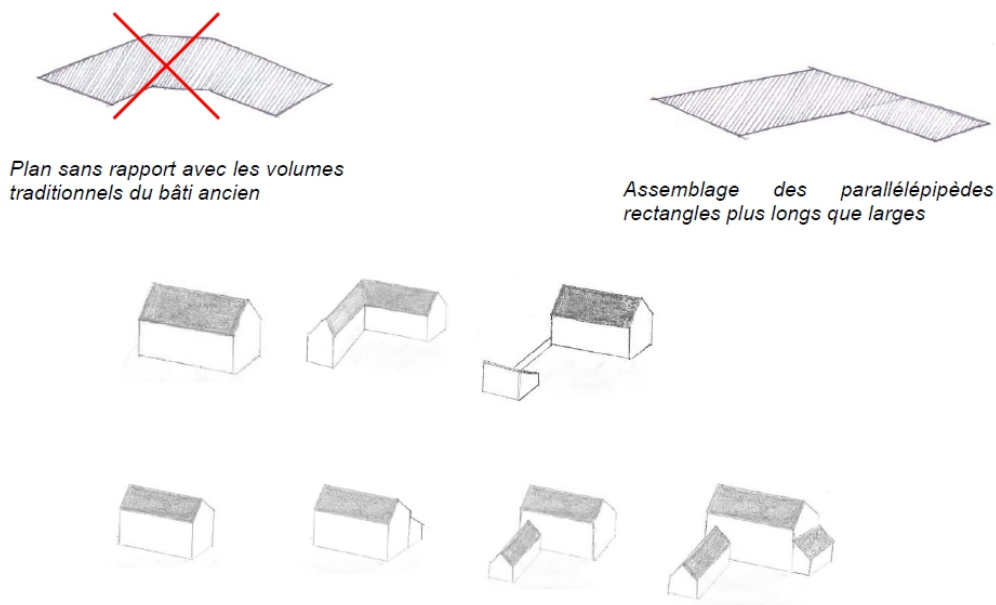 Plan sans rapport avec les volumes
traditionnels du bâti ancien
Assemblage des parallélépipèdes
rectangles plus longs que larges